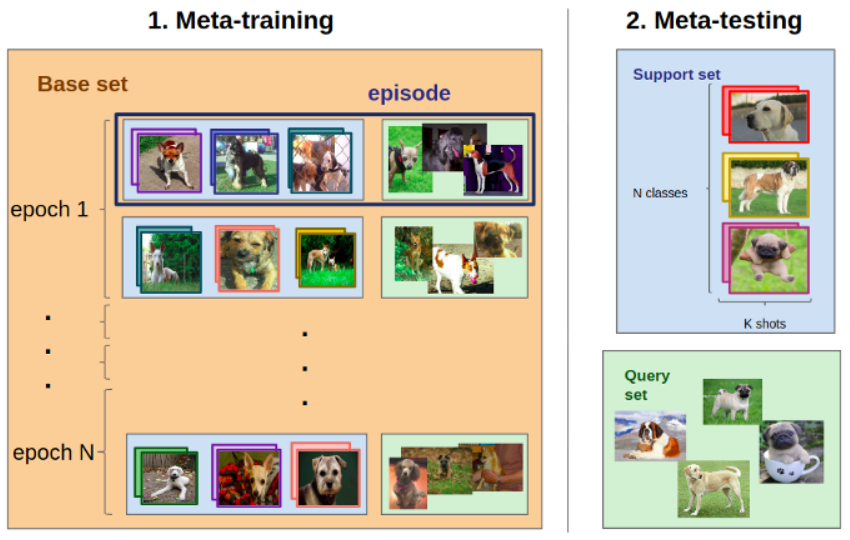 1. Meta-training
Base set
episode
epoch 1
epoch N
2. Meta-testing
Support set
N classes
K shots
Query
set